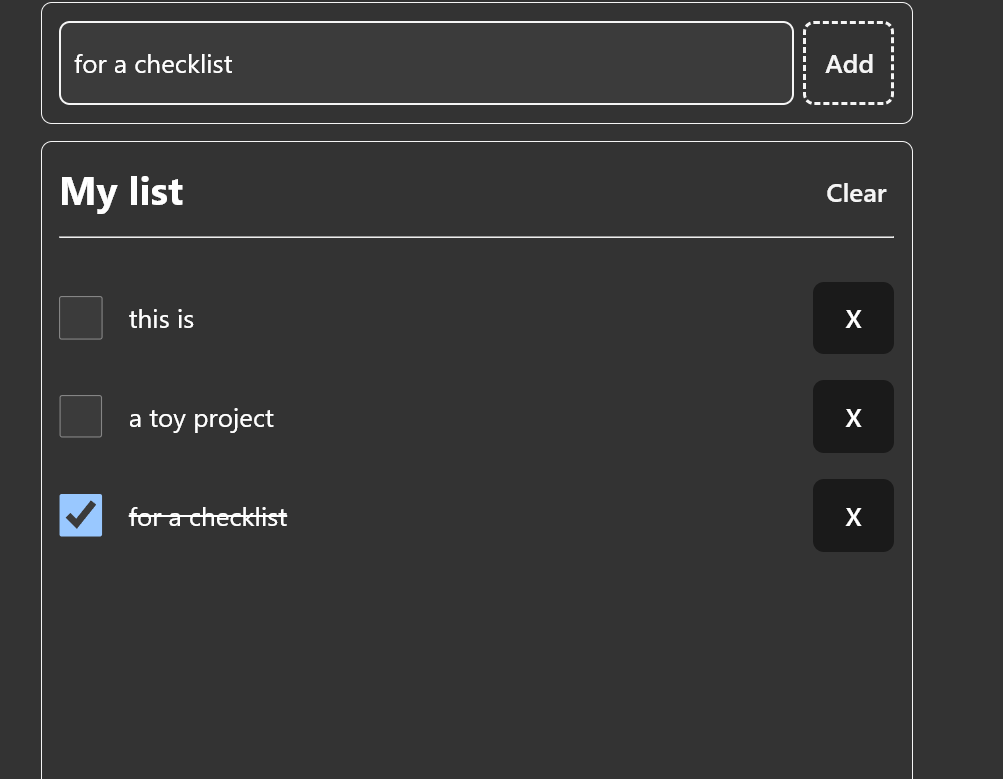 for a checklist Add
My list Clear
this is X
a toy project X
for a checklist X